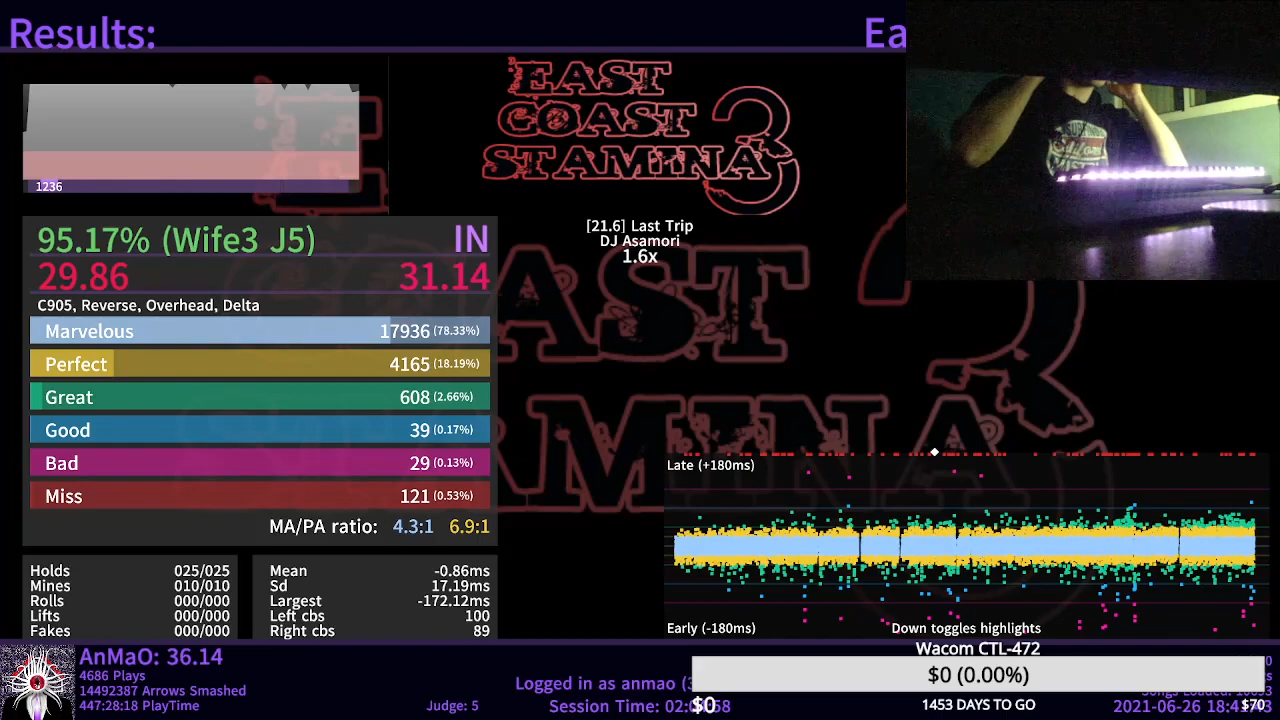 Results:
Ea
EAST
COAST
STAMINA 3
1236
95.17% (Wife3 J5)
IN
29.86
31.14
C905, Reverse, Overhead, Delta
Marvelous 17936 (78.33%)
Perfect 4165 (18.19%)
Great 608 (2.66%)
Good 39 (0.17%)
Bad 29 (0.13%)
Miss 121 (0.53%)
MA/PA ratio: 4.3:1 6.9:1
[21.6] Last Trip
DJ Asamori
1.6x
Holds 025/025
Mines 010/010
Rolls 000/000
Lifts 000/000
Fakes 000/000
Mean -0.86ms
Sd 17.19ms
Largest -172.12ms
Left cbs 100
Right cbs 89
Late (+180ms)
Early (-180ms)
Down toggles highlights
AnMaO: 36.14
4686 Plays
14492387 Arrows Smashed
447:28:18 PlayTime
Judge: 5
Logged in as anmao
Session Time:
Wacom CTL-472
$0 (0.00%)
$0
1453 DAYS TO GO
$70
2021-06-26